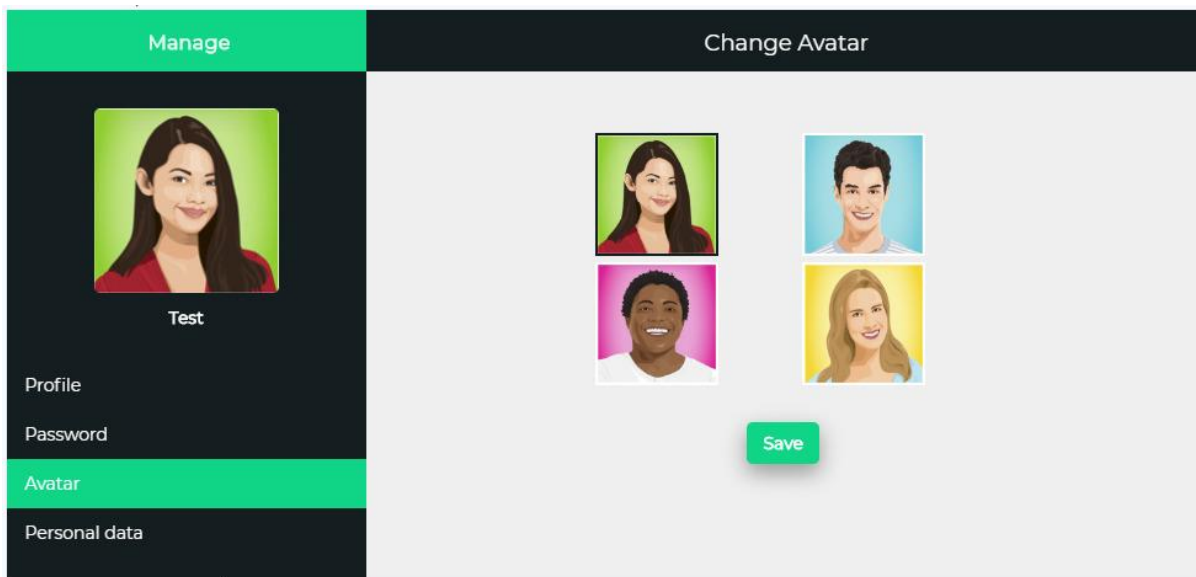 Manage
Change Avatar
Test
Profile
Password
Avatar
Personal data
Save